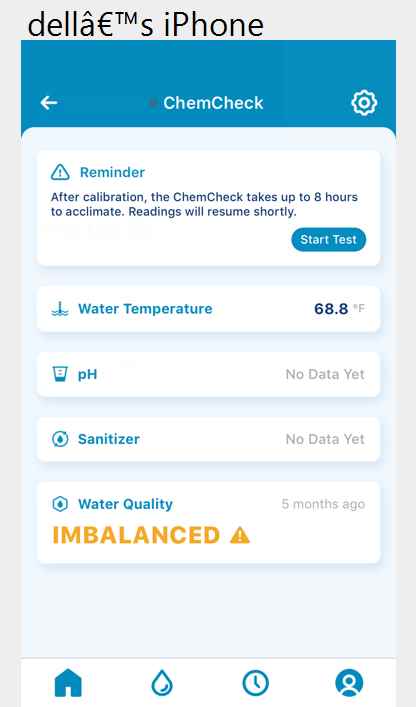 dellâ€™s iPhone
ChemCheck
Reminder
After calibration, the ChemCheck takes up to 8 hours
to acclimate. Readings will resume shortly.
Start Test
Water Temperature 68.8 °F
pH No Data Yet
Sanitizer No Data Yet
Water Quality 5 months ago
IMBALANCED